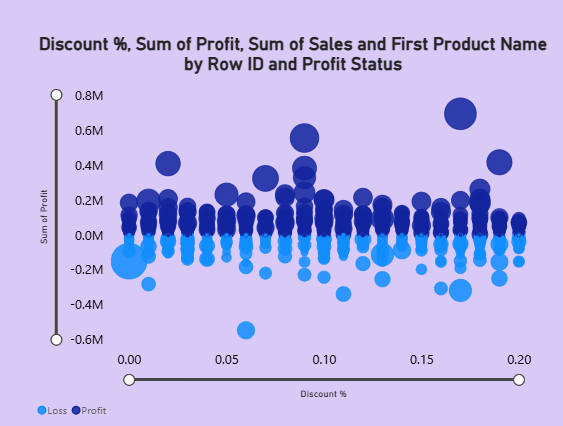 Discount %, Sum of Profit, Sum of Sales and First Product Name
by Row ID and Profit Status
0.8M
0.6M
0.4M
0.2M
0.0M
-0.2M
-0.4M
-0.6M
Sum of Profit
0.00 0.05 0.10 0.15 0.20
Discount %
Loss Profit